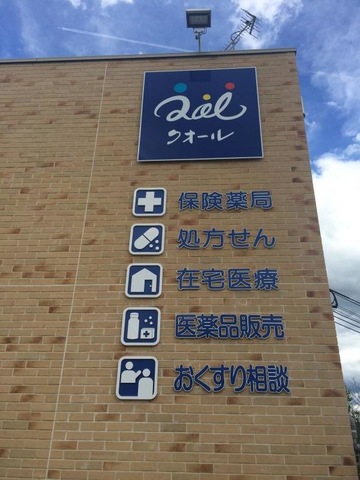 Qol
クオール
保険薬局
処方せん
在宅医療
医薬品販売
おくすり相談